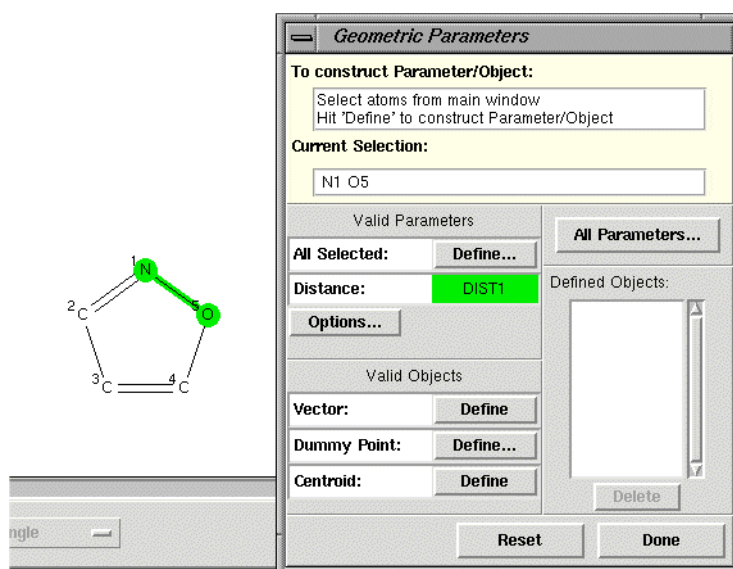 Geometric Parameters
To construct Parameter/Object:
Select atoms from main window
Hit 'Define' to construct Parameter/Object
Current Selection:
N1 O5
Valid Parameters
All Selected: Define...
Distance: DIST1
Options...
All Parameters...
Defined Objects:
Valid Objects
Vector: Define
Dummy Point: Define...
Centroid: Define
Delete
Reset Done
1 N
2 C
5 O
3 C 4 C
ngle